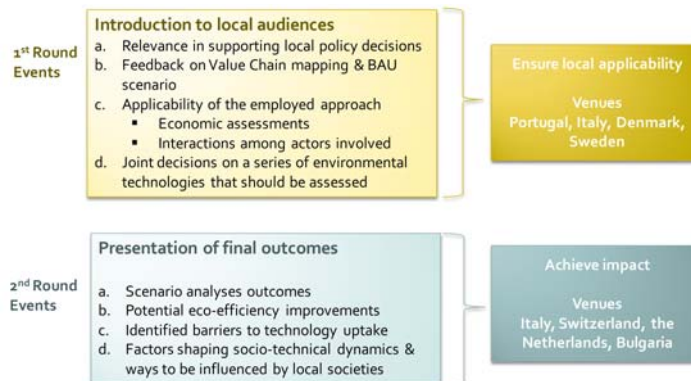 1st Round
Events
Introduction to local audiences
a. Relevance in supporting local policy decisions
b. Feedback on Value Chain mapping & BAU
scenario
c. Applicability of the employed approach
▪ Economic assessments
▪ Interactions among actors involved
d. Joint decisions on a series of environmental
technologies that should be assessed
Ensure local applicability
Venues
Portugal, Italy, Denmark,
Sweden
2nd Round
Events
Presentation of final outcomes
a. Scenario analyses outcomes
b. Potential eco-efficiency improvements
c. Identified barriers to technology uptake
d. Factors shaping socio-technical dynamics &
ways to be influenced by local societies
Achieve impact
Venues
Italy, Switzerland, the
Netherlands, Bulgaria